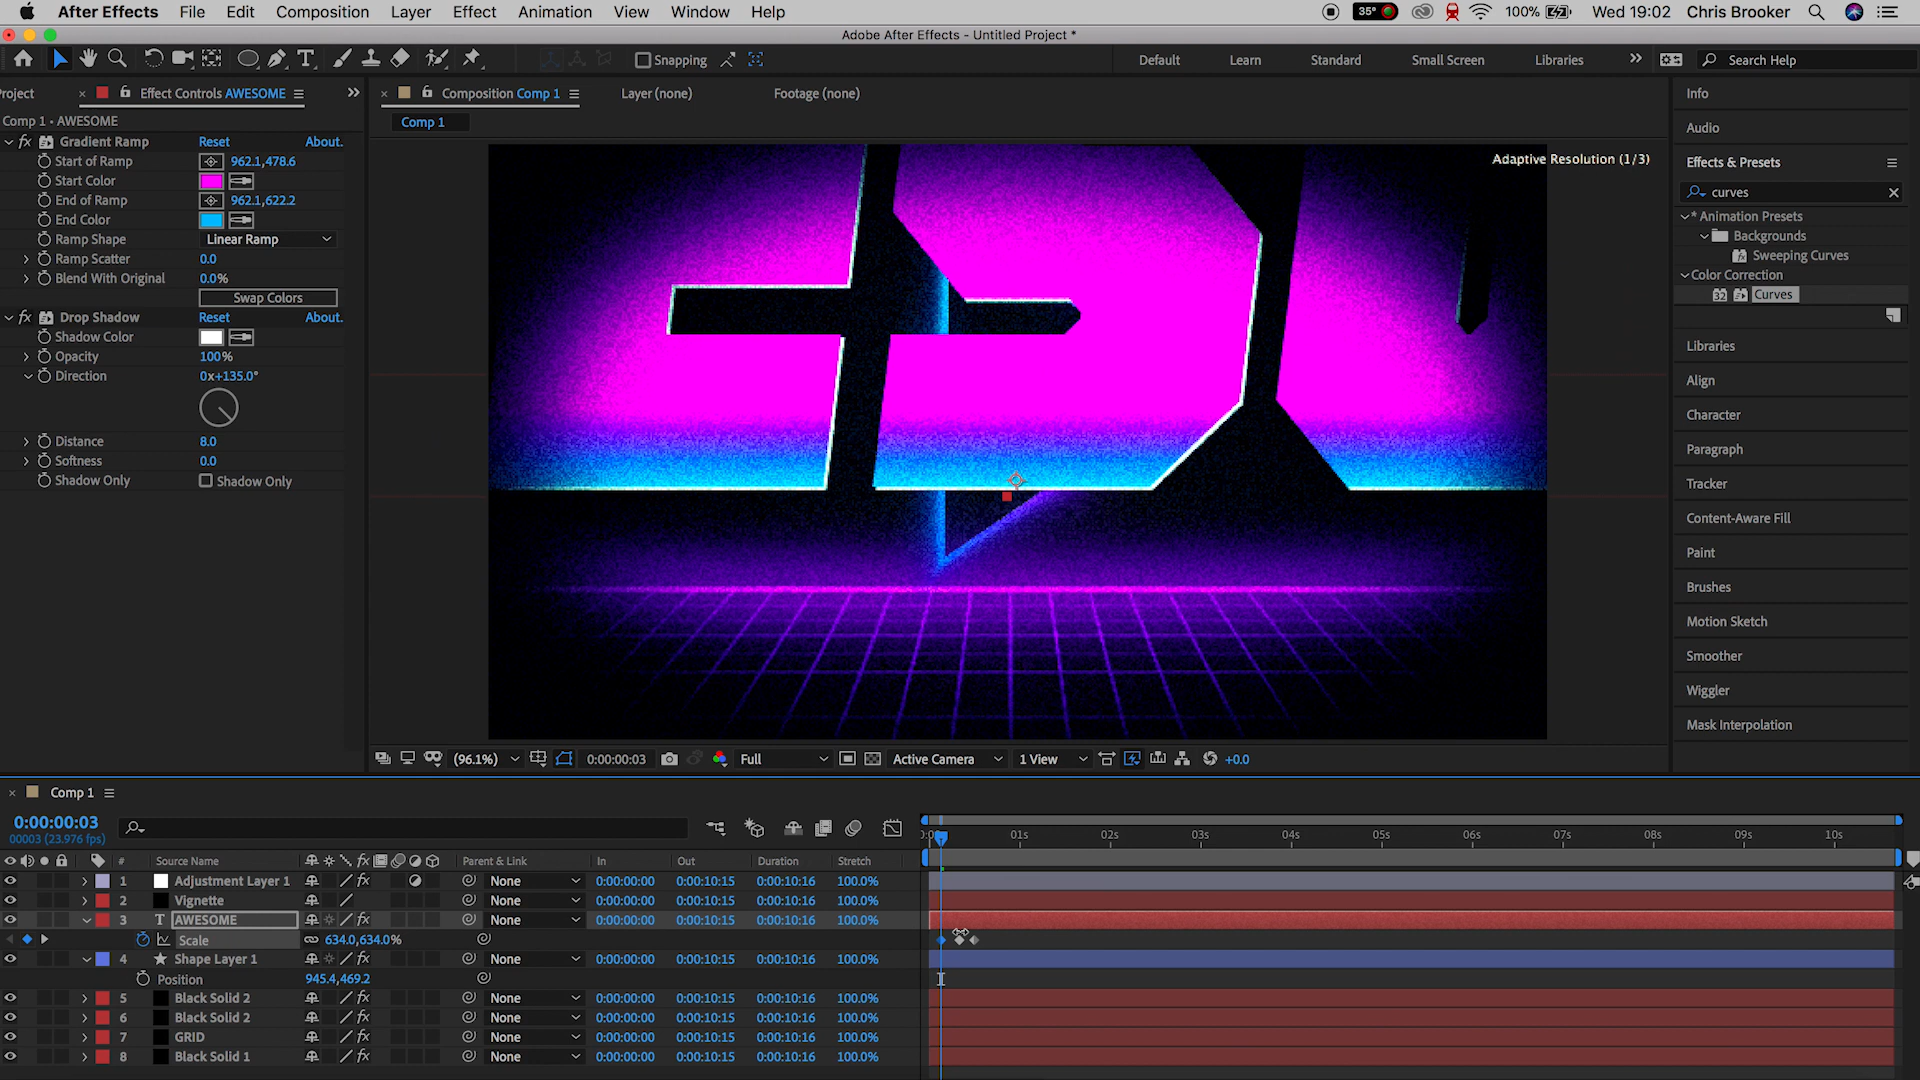 After Effects File Edit Composition Layer Effect Animation View Window Help 35° 100% Wed 19:02 Chris Brooker
Adobe After Effects - Untitled Project *
Snapping Default Learn Standard Small Screen Libraries Search Help
roject Effect Controls AWESOME
Composition Comp 1 Layer (none) Footage (none)
Comp 1
Comp 1 • AWESOME
fx Gradient Ramp Reset About.
Start of Ramp 962.1,478.6
Start Color
End of Ramp 962.1,622.2
End Color
Ramp Shape Linear Ramp
Ramp Scatter 0.0
Blend With Original 0.0%
Swap Colors
fx Drop Shadow Reset About.
Shadow Color
Opacity 100%
Direction 0x+135.0°
Distance 8.0
Softness 0.0
Shadow Only Shadow Only
Adaptive Resolution (1/3)
(96.1%) 0:00:00:03 Full Active Camera 1 View +0.0
Info
Audio
Effects & Presets
curves
* Animation Presets
Backgrounds
Sweeping Curves
Color Correction
32 Curves
Libraries
Align
Character
Paragraph
Tracker
Content-Aware Fill
Paint
Brushes
Motion Sketch
Smoother
Wiggler
Mask Interpolation
Comp 1
0:00:00:03
00003 (23.976 fps)
01s 02s 03s 04s 05s 06s 07s 08s 09s 10s
# Source Name fx Parent & Link In Out Duration Stretch
1 Adjustment Layer 1 fx None 0:00:00:00 0:00:10:15 0:00:10:16 100.0%
2 Vignette None 0:00:00:00 0:00:10:15 0:00:10:16 100.0%
3 T AWESOME fx None 0:00:00:00 0:00:10:15 0:00:10:16 100.0%
Scale 634.0,634.0%
4 Shape Layer 1 fx None 0:00:00:00 0:00:10:15 0:00:10:16 100.0%
Position 945.4,469.2
5 Black Solid 2 fx None 0:00:00:00 0:00:10:15 0:00:10:16 100.0%
6 Black Solid 2 fx None 0:00:00:00 0:00:10:15 0:00:10:16 100.0%
7 GRID fx None 0:00:00:00 0:00:10:15 0:00:10:16 100.0%
8 Black Solid 1 fx None 0:00:00:00 0:00:10:15 0:00:10:16 100.0%